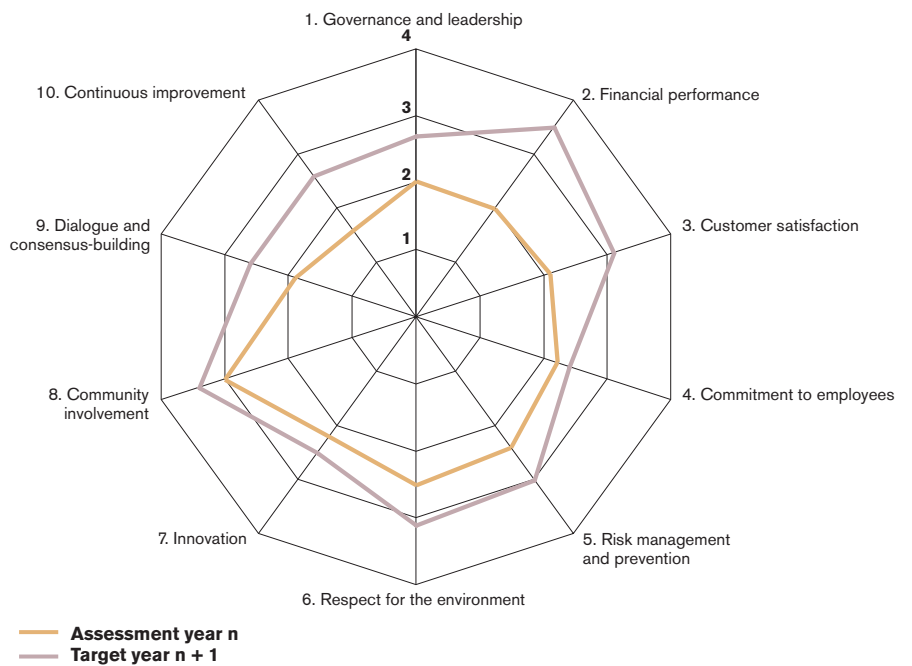 1. Governance and leadership
4
10. Continuous improvement
2. Financial performance
3
2
9. Dialogue and
consensus-building
3. Customer satisfaction
1
8. Community
involvement
4. Commitment to employees
7. Innovation
5. Risk management
and prevention
6. Respect for the environment
Assessment year n
Target year n + 1